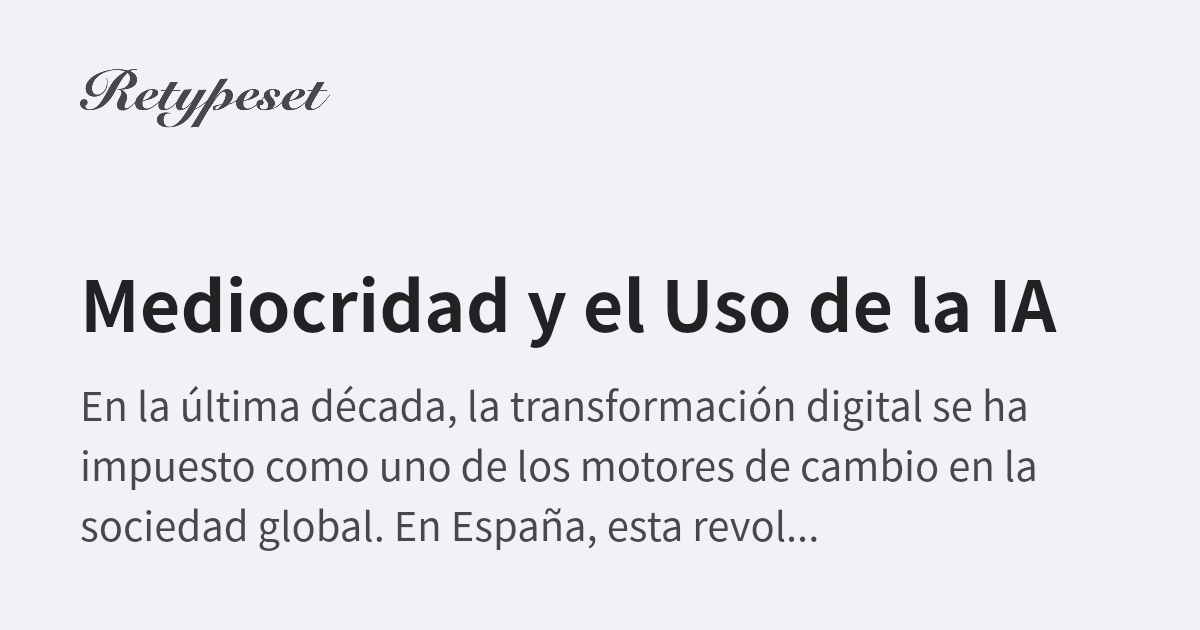 Retypeset
Mediocridad y el Uso de la IA
En la última década, la transformación digital se ha
impuesto como uno de los motores de cambio en la
sociedad global. En España, esta revol...